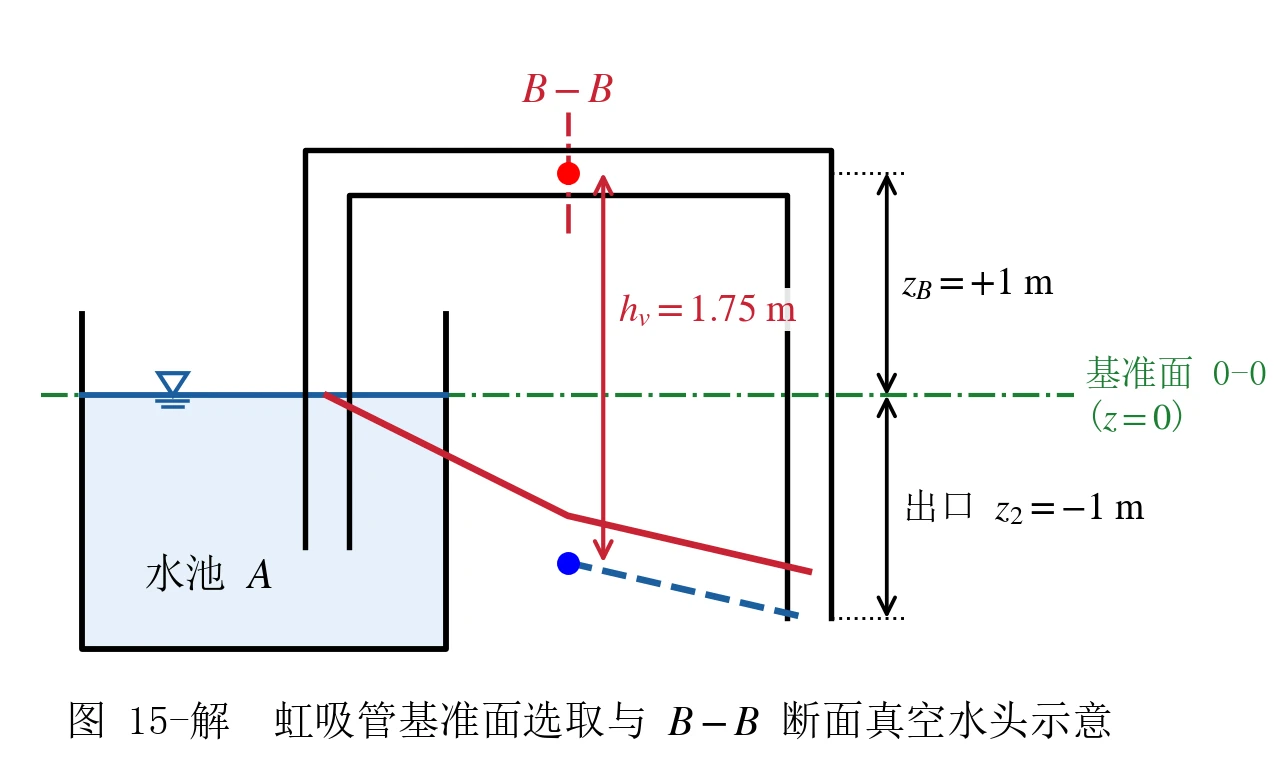 B − B
h_v = 1.75 m
z_B = +1 m
基准面 0-0
(z = 0)
出口 z_2 = −1 m
水池 A
图 15-解 虹吸管基准面选取与 B − B 断面真空水头示意